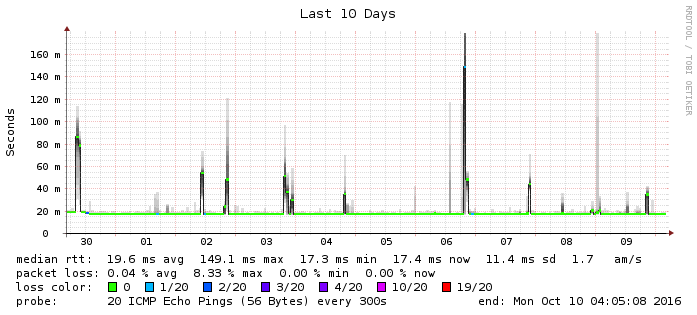 Last 10 Days
RRDTOOL / TOBI OETIKER
Seconds
160 m
140 m
120 m
100 m
80 m
60 m
40 m
20 m
0
30 01 02 03 04 05 06 07 08 09
median rtt: 19.6 ms avg 149.1 ms max 17.3 ms min 17.4 ms now 11.4 ms sd 1.7 am/s
packet loss: 0.04 % avg 8.33 % max 0.00 % min 0.00 % now
loss color: 0 1/20 2/20 3/20 4/20 10/20 19/20
probe: 20 ICMP Echo Pings (56 Bytes) every 300s end: Mon Oct 10 04:05:08 2016